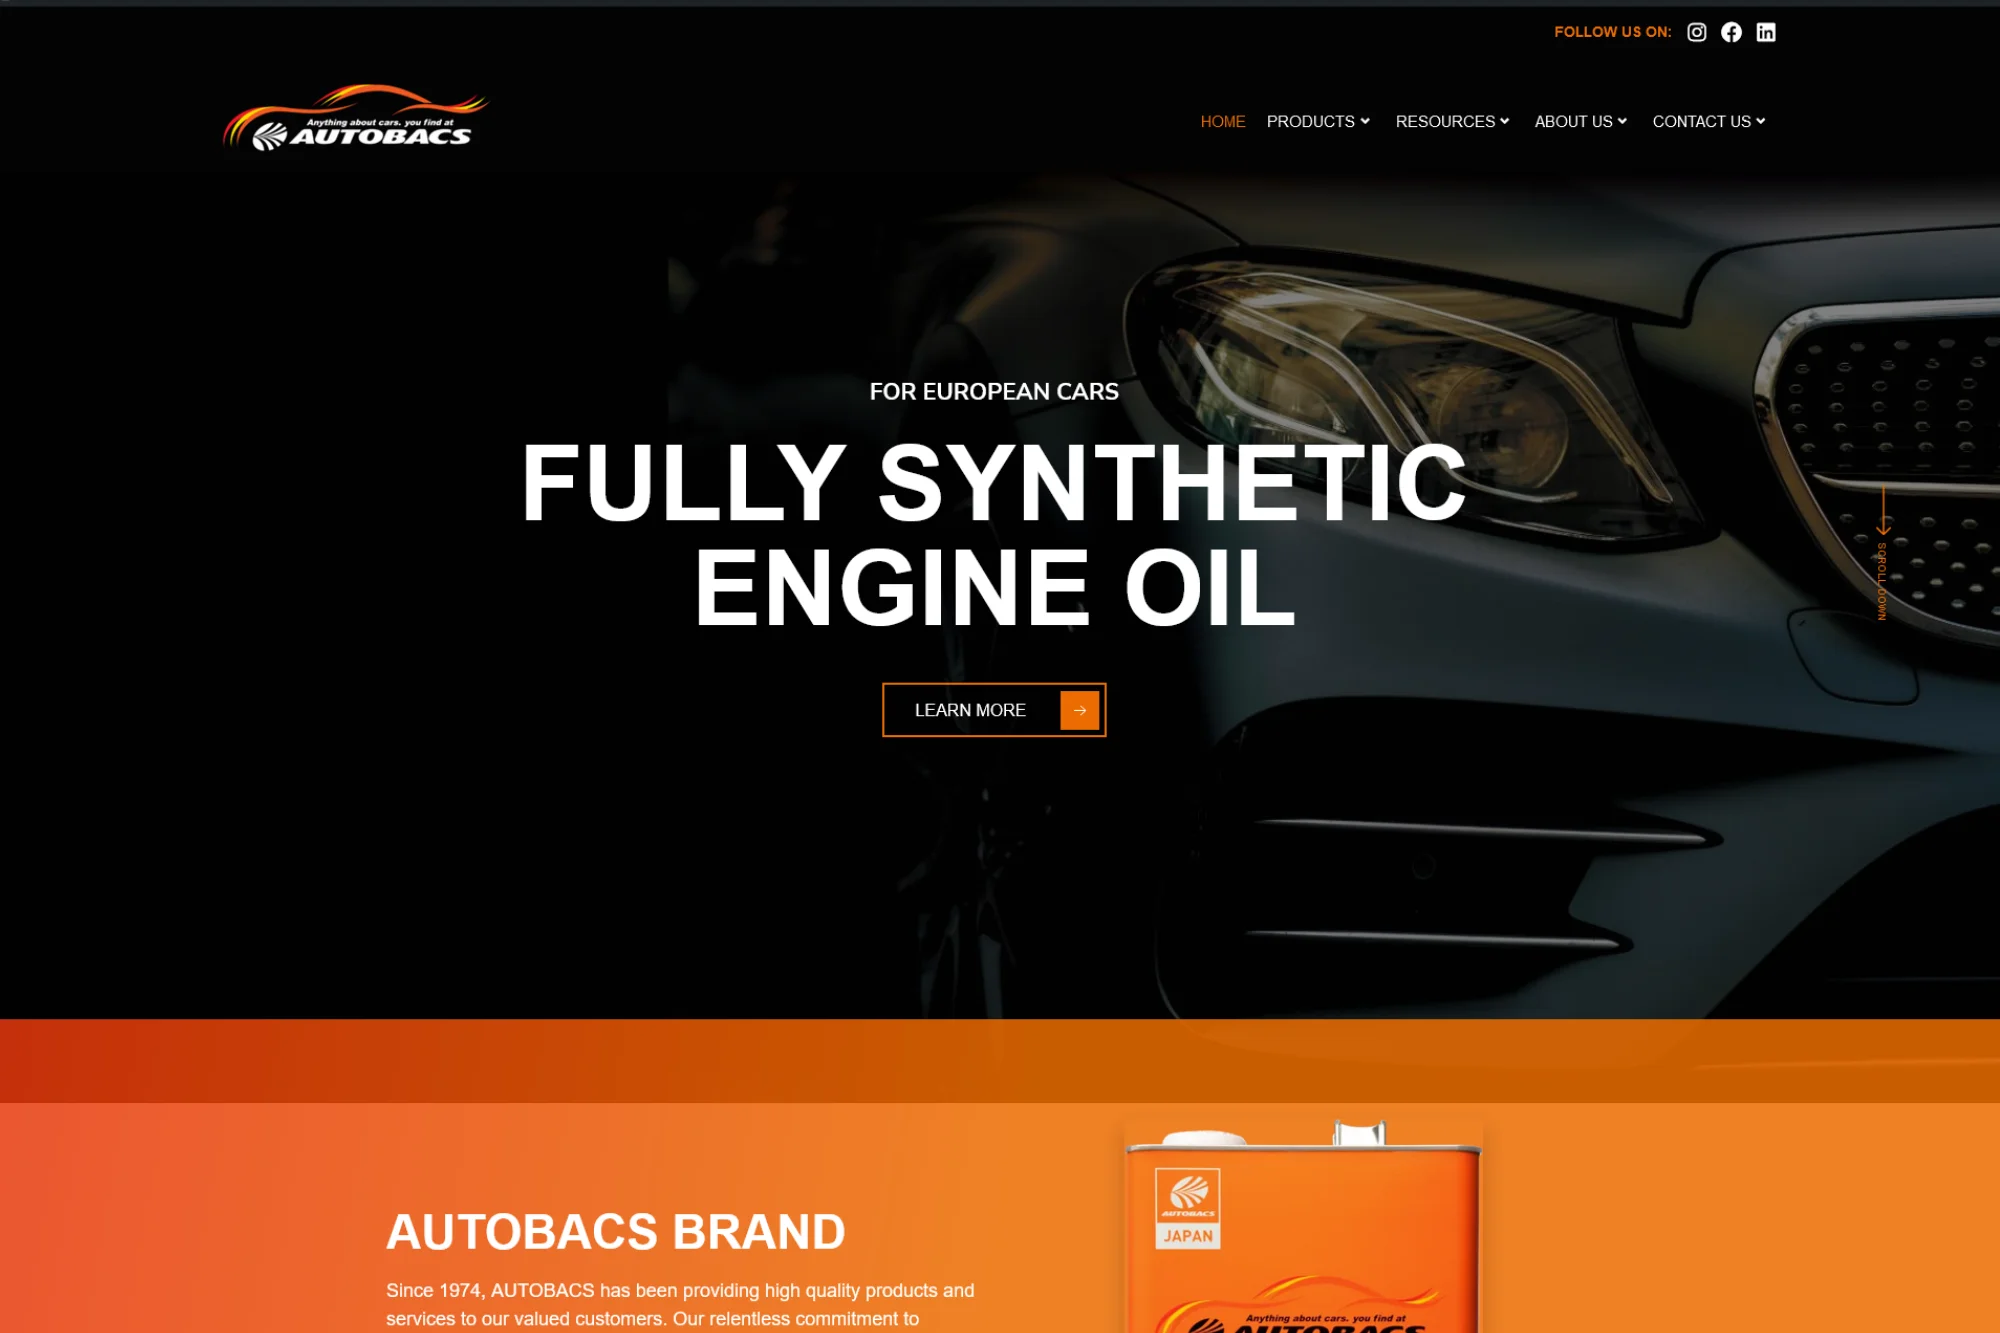 FOLLOW US ON:
Anything about cars. you find at
AUTOBACS
HOME PRODUCTS RESOURCES ABOUT US CONTACT US
FOR EUROPEAN CARS
FULLY SYNTHETIC
ENGINE OIL
LEARN MORE
SCROLL DOWN
AUTOBACS BRAND
Since 1974, AUTOBACS has been providing high quality products and
services to our valued customers. Our relentless commitment to
AUTOBACS
JAPAN
Anything about cars. you find at
AUTOBACS